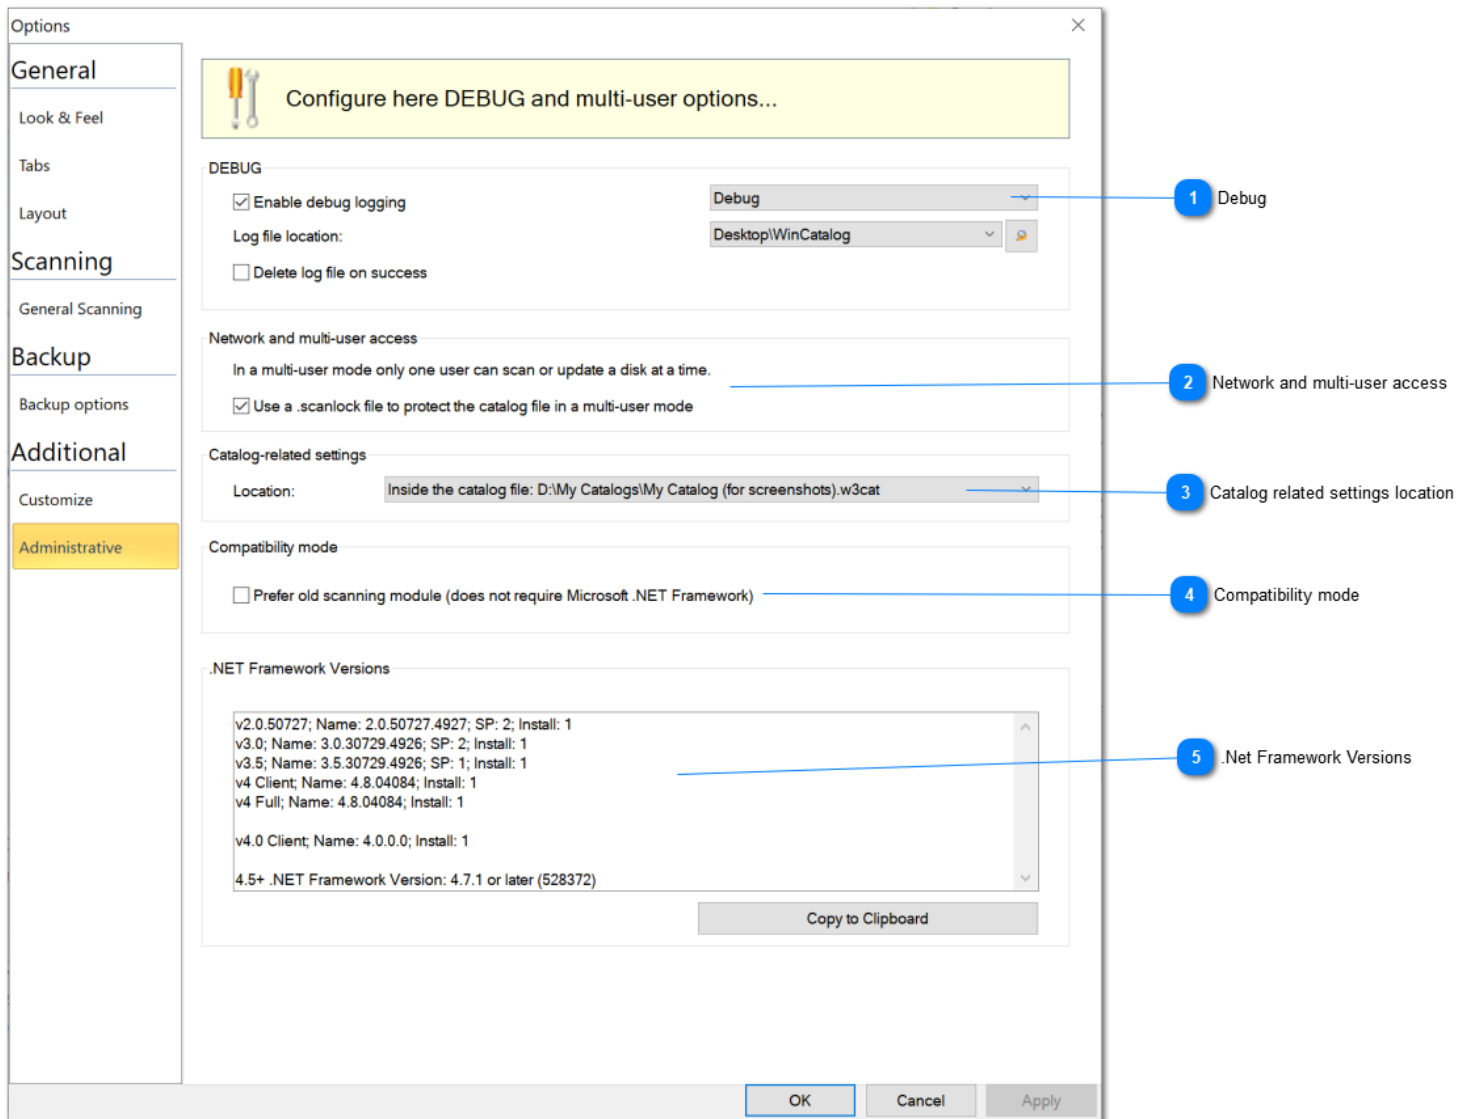 Options
General
Look & Feel
Tabs
Layout
Scanning
General Scanning
Backup
Backup options
Additional
Customize
Administrative
Configure here DEBUG and multi-user options...
DEBUG
Enable debug logging
Debug
Log file location:
Desktop\WinCatalog
Delete log file on success
Network and multi-user access
In a multi-user mode only one user can scan or update a disk at a time.
Use a .scanlock file to protect the catalog file in a multi-user mode
Catalog-related settings
Location:
Inside the catalog file: D:\My Catalogs\My Catalog (for screenshots).w3cat
Compatibility mode
Prefer old scanning module (does not require Microsoft .NET Framework)
.NET Framework Versions
v2.0.50727; Name: 2.0.50727.4927; SP: 2; Install: 1
v3.0; Name: 3.0.30729.4926; SP: 2; Install: 1
v3.5; Name: 3.5.30729.4926; SP: 1; Install: 1
v4 Client; Name: 4.8.04084; Install: 1
v4 Full; Name: 4.8.04084; Install: 1
v4.0 Client; Name: 4.0.0.0; Install: 1
4.5+ .NET Framework Version: 4.7.1 or later (528372)
Copy to Clipboard
OK
Cancel
Apply
1 Debug
2 Network and multi-user access
3 Catalog related settings location
4 Compatibility mode
5 .Net Framework Versions